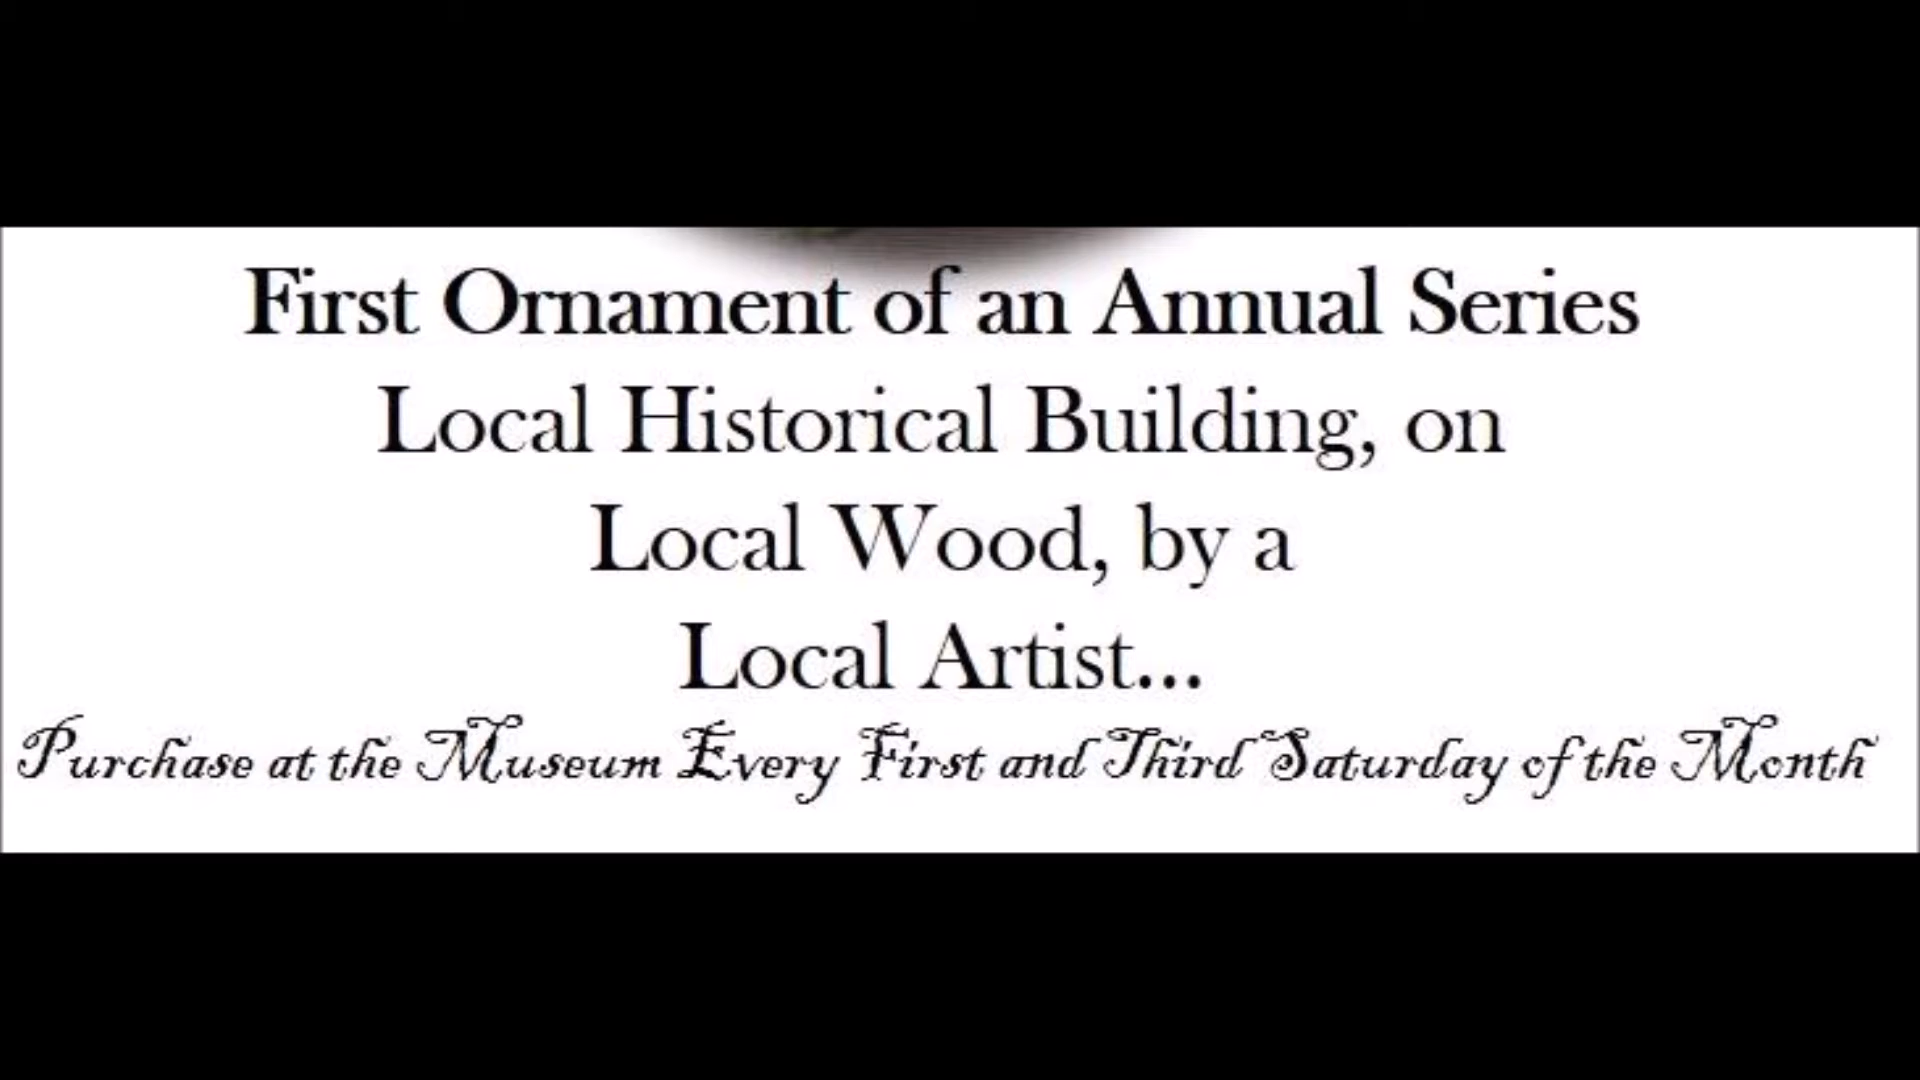 First Ornament of an Annual Series
Local Historical Building, on
Local Wood, by a
Local Artist...
Purchase at the Museum Every First and Third Saturday of the Month